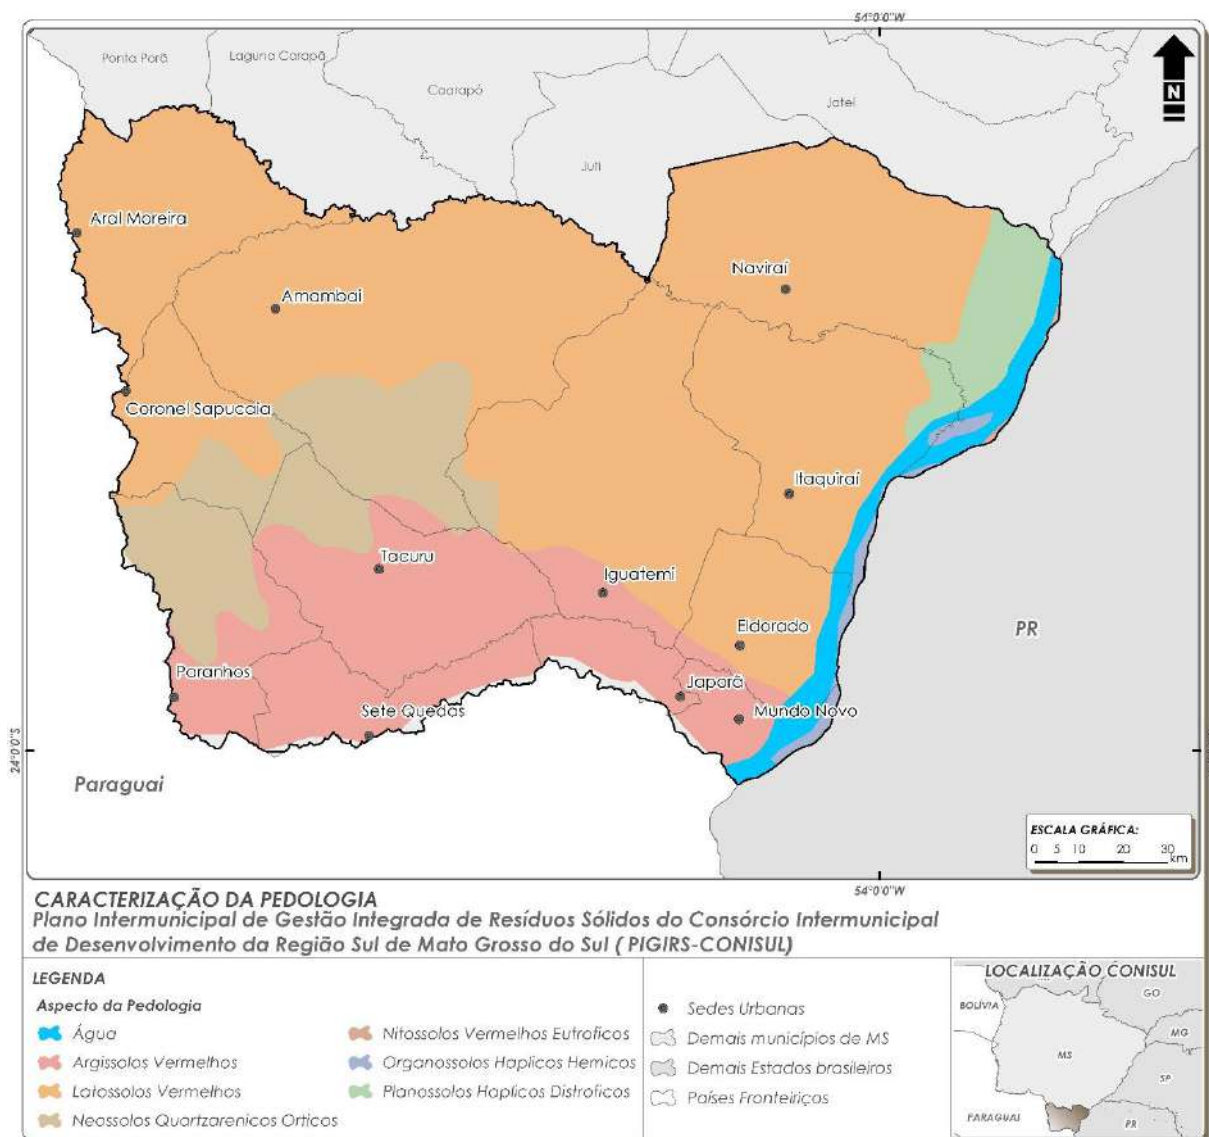 54°0'0"W
Ponta Porã
Laguna Carapã
Caarapó
Jateí
Juti
N
Aral Moreira
Naviraí
Amambai
Coronel Sapucaia
Itaquiraí
Tacuru
Iguatemi
Eldorado
PR
Paranhos
Japorã
Sete Quedas
Mundo Novo
24°0'0"S
Paraguai
ESCALA GRÁFICA:
0 5 10 20 30
km
54°0'0"W
CARACTERIZAÇÃO DA PEDOLOGIA
Plano Intermunicipal de Gestão Integrada de Resíduos Sólidos do Consórcio Intermunicipal
de Desenvolvimento da Região Sul de Mato Grosso do Sul ( PIGIRS-CONISUL)
LEGENDA
Aspecto da Pedologia
Água
Argissolos Vermelhos
Latossolos Vermelhos
Neossolos Quartzarenicos Orticos
Nitossolos Vermelhos Eutroficos
Organossolos Haplicos Hemicos
Planossolos Haplicos Distroficos
Sedes Urbanas
Demais municípios de MS
Demais Estados brasileiros
Países Fronteiriços
LOCALIZAÇÃO CONISUL
BOLÍVIA
GO
MG
MS
SP
PARAGUAI
PR